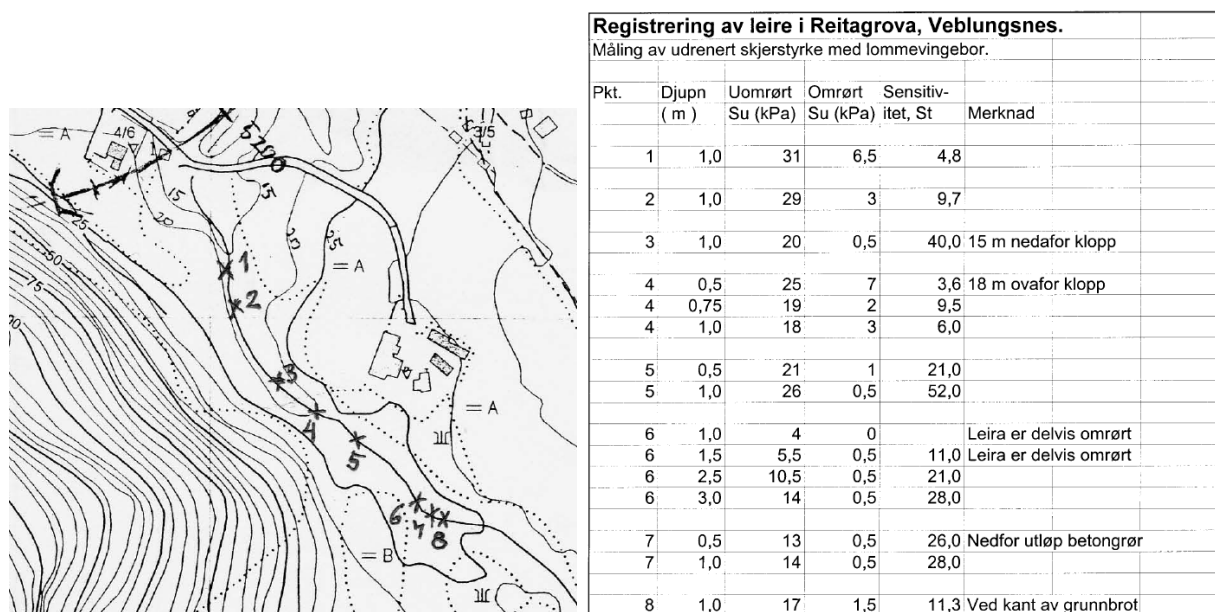 = A
4/6
5200
3/5
15
15
20
20
25
25
50
75
= A
1
2
3
4
5
6
7
8
= A
= B
Registrering av leire i Reitagrova, Veblungsnes.
Måling av udrenert skjerstyrke med lommevingebor.
Pkt. Djupn Uomrørt Omrørt Sensitiv-
( m ) Su (kPa) Su (kPa) itet, St Merknad
1 1,0 31 6,5 4,8
2 1,0 29 3 9,7
3 1,0 20 0,5 40,0 15 m nedafor klopp
4 0,5 25 7 3,6 18 m ovafor klopp
4 0,75 19 2 9,5
4 1,0 18 3 6,0
5 0,5 21 1 21,0
5 1,0 26 0,5 52,0
6 1,0 4 0 Leira er delvis omrørt
6 1,5 5,5 0,5 11,0 Leira er delvis omrørt
6 2,5 10,5 0,5 21,0
6 3,0 14 0,5 28,0
7 0,5 13 0,5 26,0 Nedfor utløp betongrør
7 1,0 14 0,5 28,0
8 1,0 17 1,5 11,3 Ved kant av grunnbrot